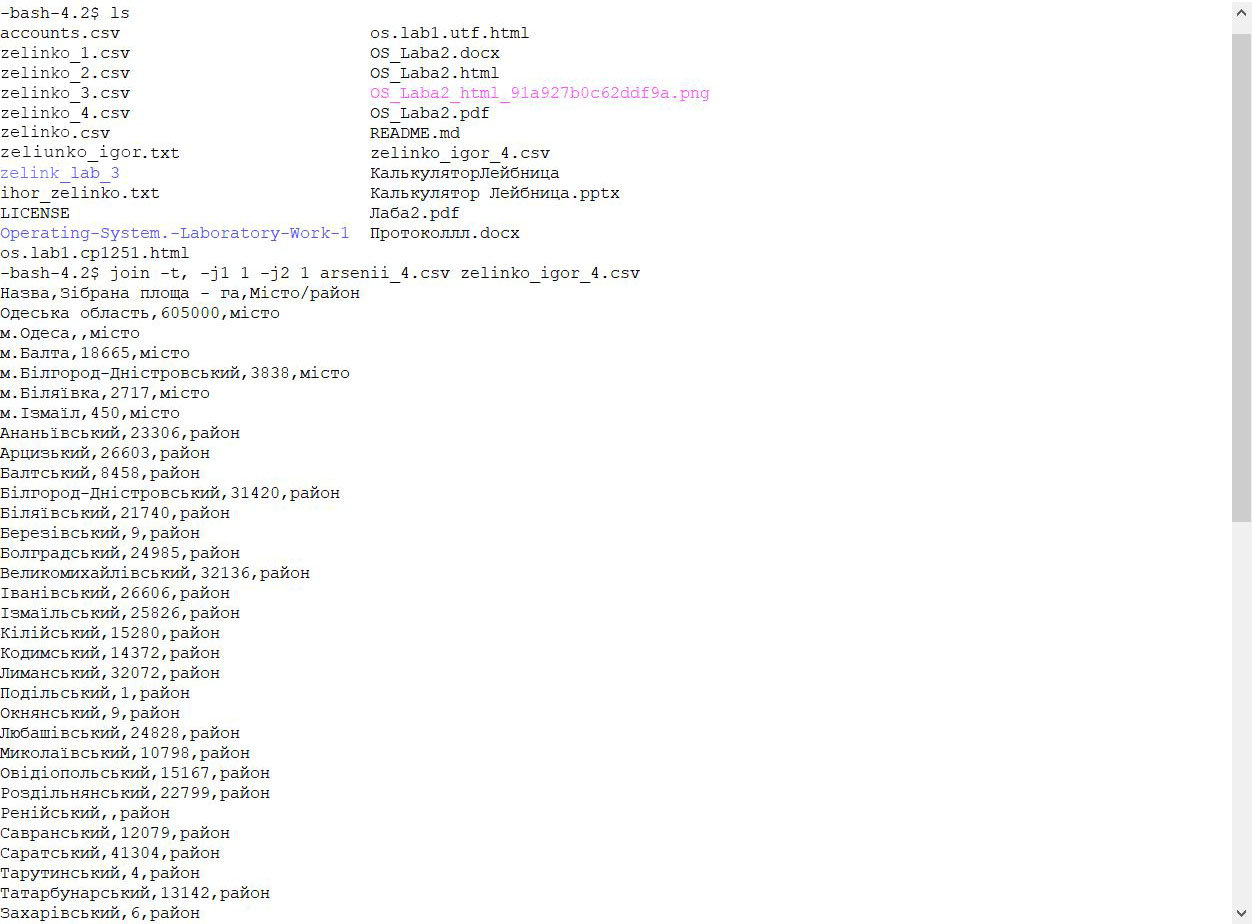 -bash-4.2$ ls
accounts.csv os.lab1.utf.html
zelinko_1.csv OS_Laba2.docx
zelinko_2.csv OS_Laba2.html
zelinko_3.csv OS_Laba2_html_91a927b0c62ddf9a.png
zelinko_4.csv OS_Laba2.pdf
zelinko.csv README.md
zeliunko_igor.txt zelinko_igor_4.csv
zelink_lab_3 КалькуляторЛейбница
ihor_zelinko.txt Калькулятор Лейбница.pptx
LICENSE Лаба2.pdf
Operating-System.-Laboratory-Work-1 Протоколлл.docx
os.lab1.cp1251.html
-bash-4.2$ join -t, -j1 1 -j2 1 arsenii_4.csv zelinko_igor_4.csv
Назва,Зібрана площа - га,Місто/район
Одеська область,605000,місто
м.Одеса,,місто
м.Балта,18665,місто
м.Білгород-Дністровський,3838,місто
м.Біляївка,2717,місто
м.Ізмаїл,450,місто
Ананьївський,23306,район
Арцизький,26603,район
Балтський,8458,район
Білгород-Дністровський,31420,район
Біляївський,21740,район
Березівський,9,район
Болградський,24985,район
Великомихайлівський,32136,район
Іванівський,26606,район
Ізмаїльський,25826,район
Кілійський,15280,район
Кодимський,14372,район
Лиманський,32072,район
Подільський,1,район
Окнянський,9,район
Любашівський,24828,район
Миколаївський,10798,район
Овідіопольський,15167,район
Роздільнянський,22799,район
Ренійський,,район
Савранський,12079,район
Саратський,41304,район
Тарутинський,4,район
Татарбунарський,13142,район
Захарівський,6,район